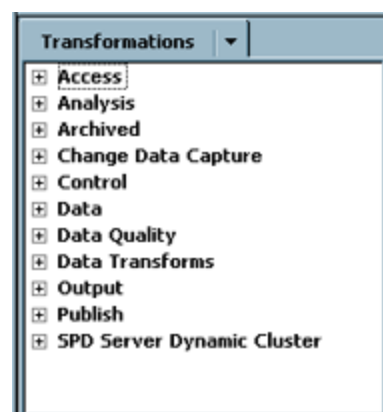 Transformations
Access
Analysis
Archived
Change Data Capture
Control
Data
Data Quality
Data Transforms
Output
Publish
SPD Server Dynamic Cluster